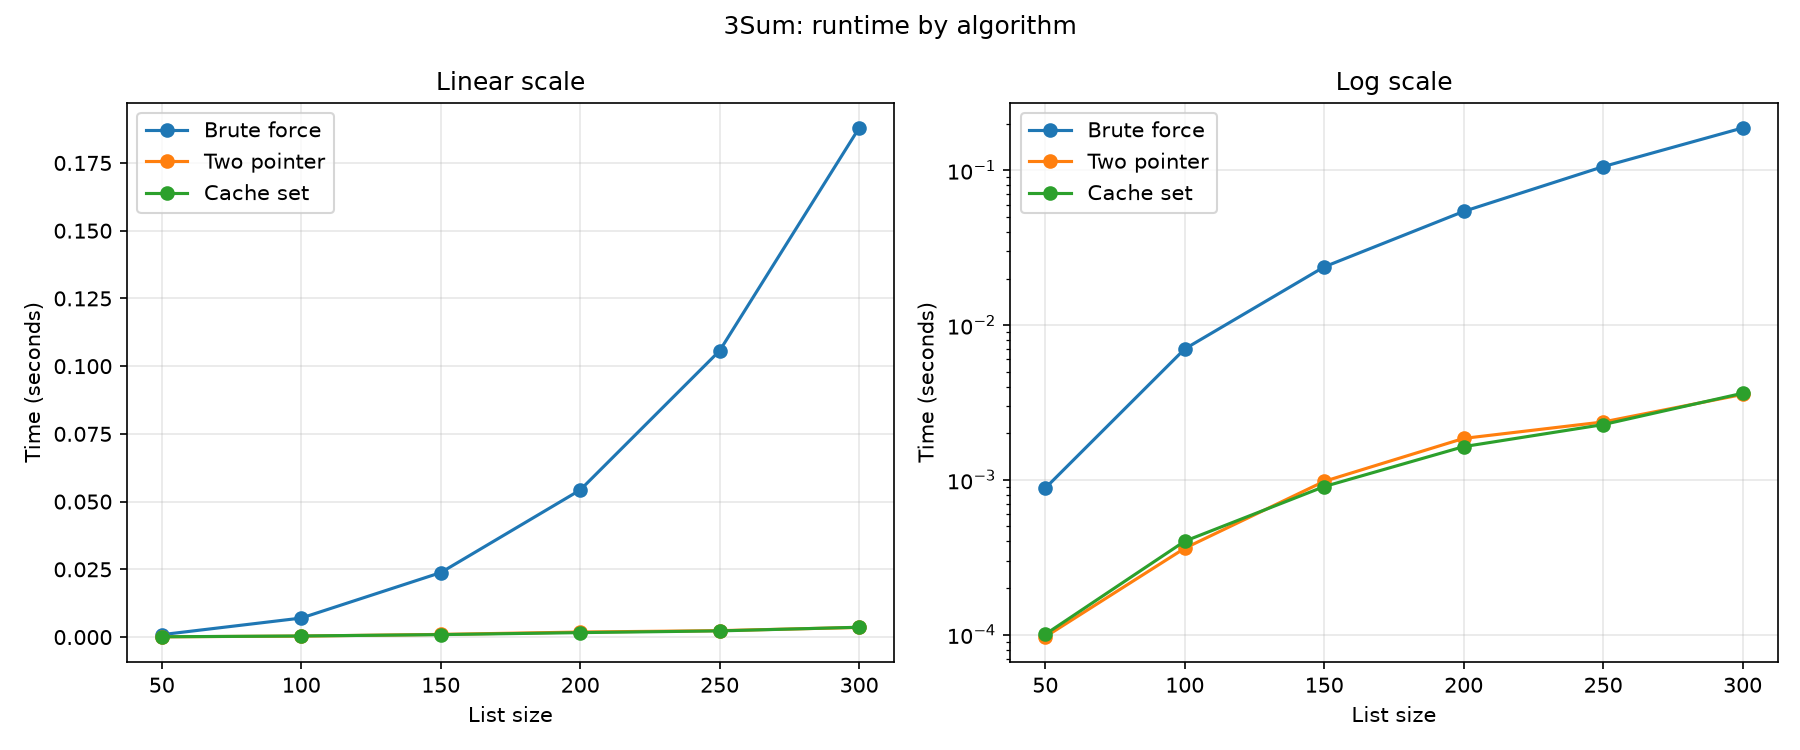 3Sum: runtime by algorithm
Linear scale
Brute force
Two pointer
Cache set
0.175
0.150
0.125
0.100
0.075
0.050
0.025
0.000
Time (seconds)
50 100 150 200 250 300
List size
Log scale
Brute force
Two pointer
Cache set
10⁻¹
10⁻²
10⁻³
10⁻⁴
Time (seconds)
50 100 150 200 250 300
List size